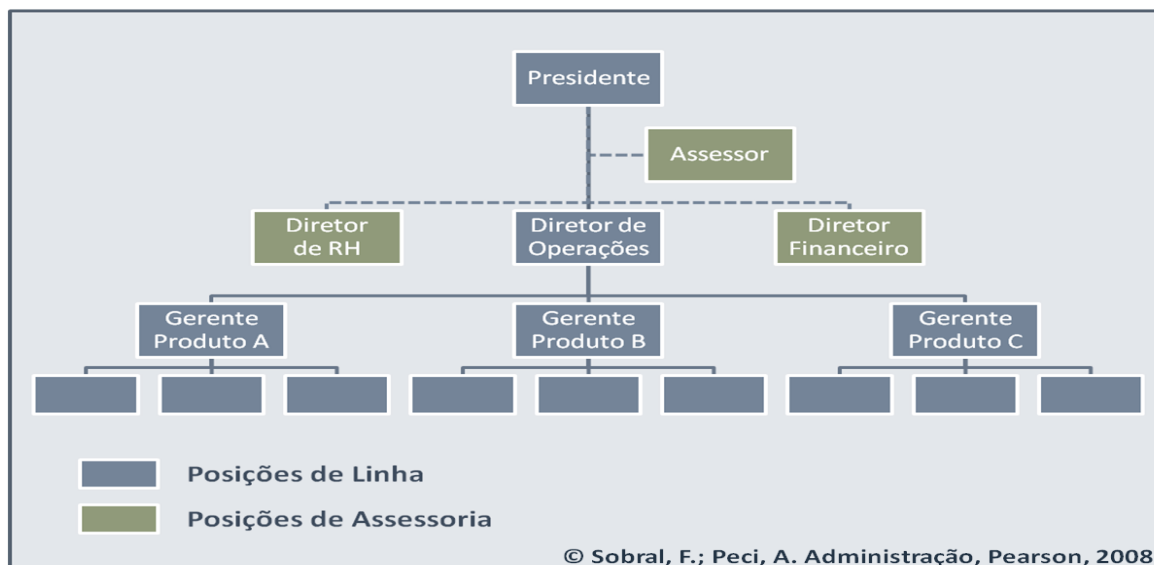 Presidente
Assessor
Diretor
de RH
Diretor de
Operações
Diretor
Financeiro
Gerente
Produto A
Gerente
Produto B
Gerente
Produto C
Posições de Linha
Posições de Assessoria
© Sobral, F.; Peci, A. Administração, Pearson, 2008